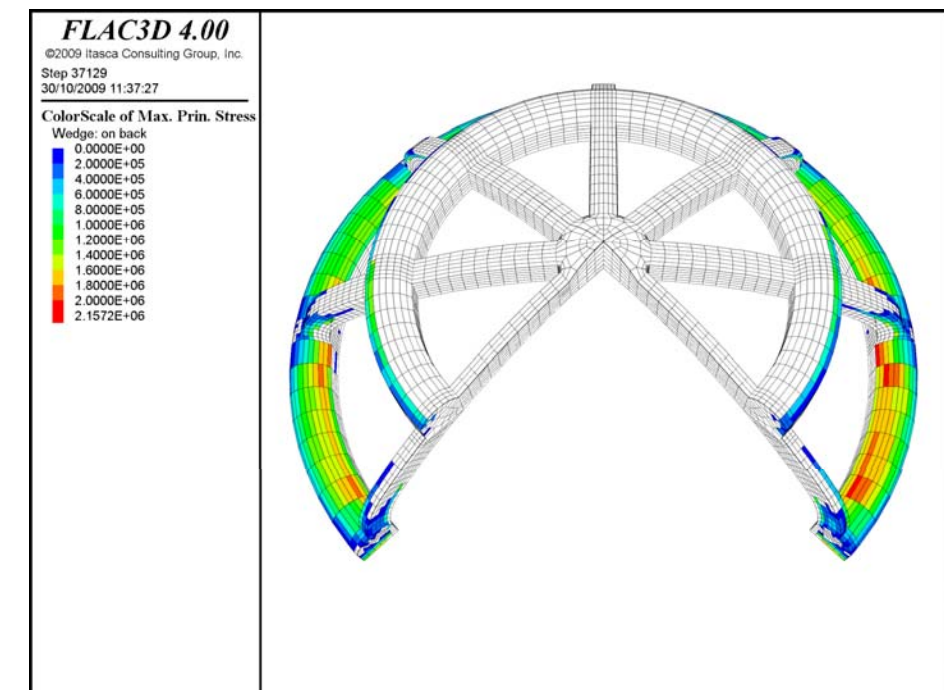 FLAC3D 4.00
©2009 Itasca Consulting Group, Inc.
Step 37129
30/10/2009 11:37:27
ColorScale of Max. Prin. Stress
Wedge: on back
0.0000E+00
2.0000E+05
4.0000E+05
6.0000E+05
8.0000E+05
1.0000E+06
1.2000E+06
1.4000E+06
1.6000E+06
1.8000E+06
2.0000E+06
2.1572E+06